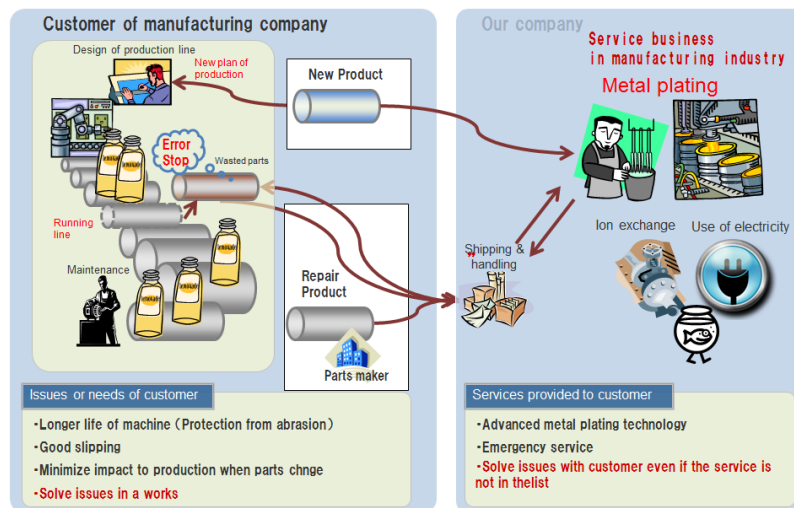 Customer of manufacturing company
Design of production line
New plan of
production
Error
Stop
Wasted parts
Running
line
Maintenance
New Product
Repair
Product
Parts maker
Issues or needs of customer
-Longer life of machine (Protection from abrasion)
-Good slipping
-Minimize impact to production when parts chnge
-Solve issues in a works
Our company
Service business
in manufacturing industry
Metal plating
Ion exchange
Use of electricity
Shipping &
handling
Services provided to customer
-Advanced metal plating technology
-Emergency service
-Solve issues with customer even if the service is
not in thelist